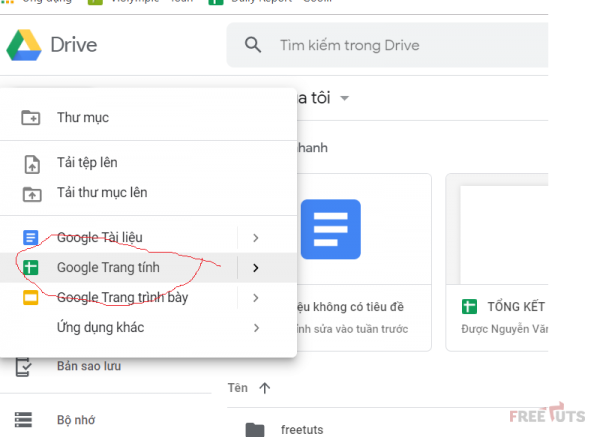 Drive
Tìm kiếm trong Drive
a tôi
Thư mục
hanh
Tải tệp lên
Tải thư mục lên
Google Tài liệu
Google Trang tính
Google Trang trình bày
Ứng dụng khác
ệu không có tiêu đề
ỉnh sửa vào tuần trước
TỔNG KẾT
Được Nguyễn Văn
Bản sao lưu
Tên
Bộ nhớ
freetuts
FREETUTS